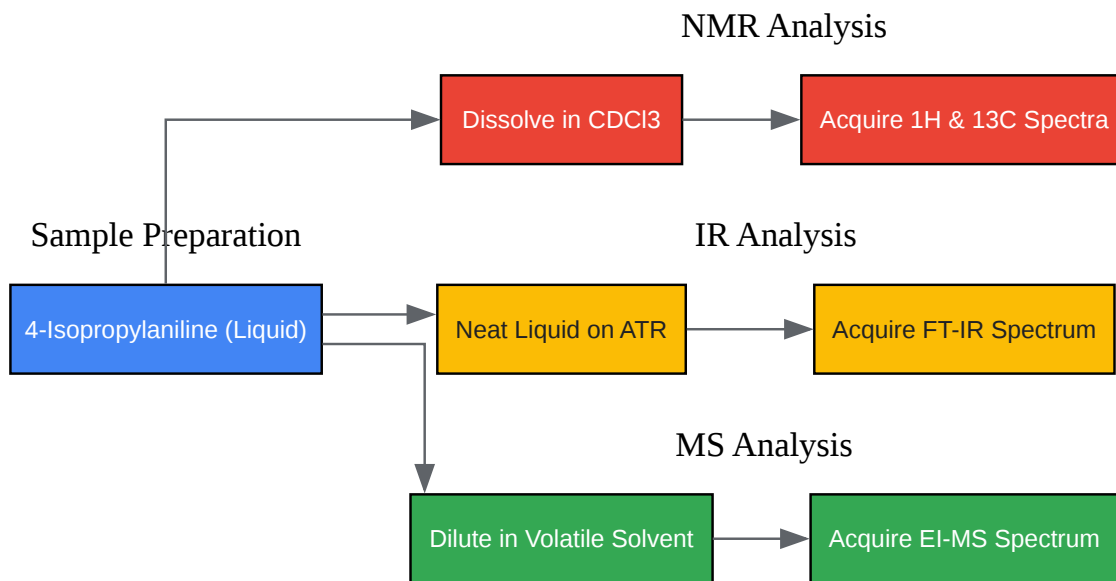 NMR Analysis
Dissolve in CDCl3
Acquire 1H & 13C Spectra
Sample Preparation
IR Analysis
4-Isopropylaniline (Liquid)
Neat Liquid on ATR
Acquire FT-IR Spectrum
MS Analysis
Dilute in Volatile Solvent
Acquire EI-MS Spectrum